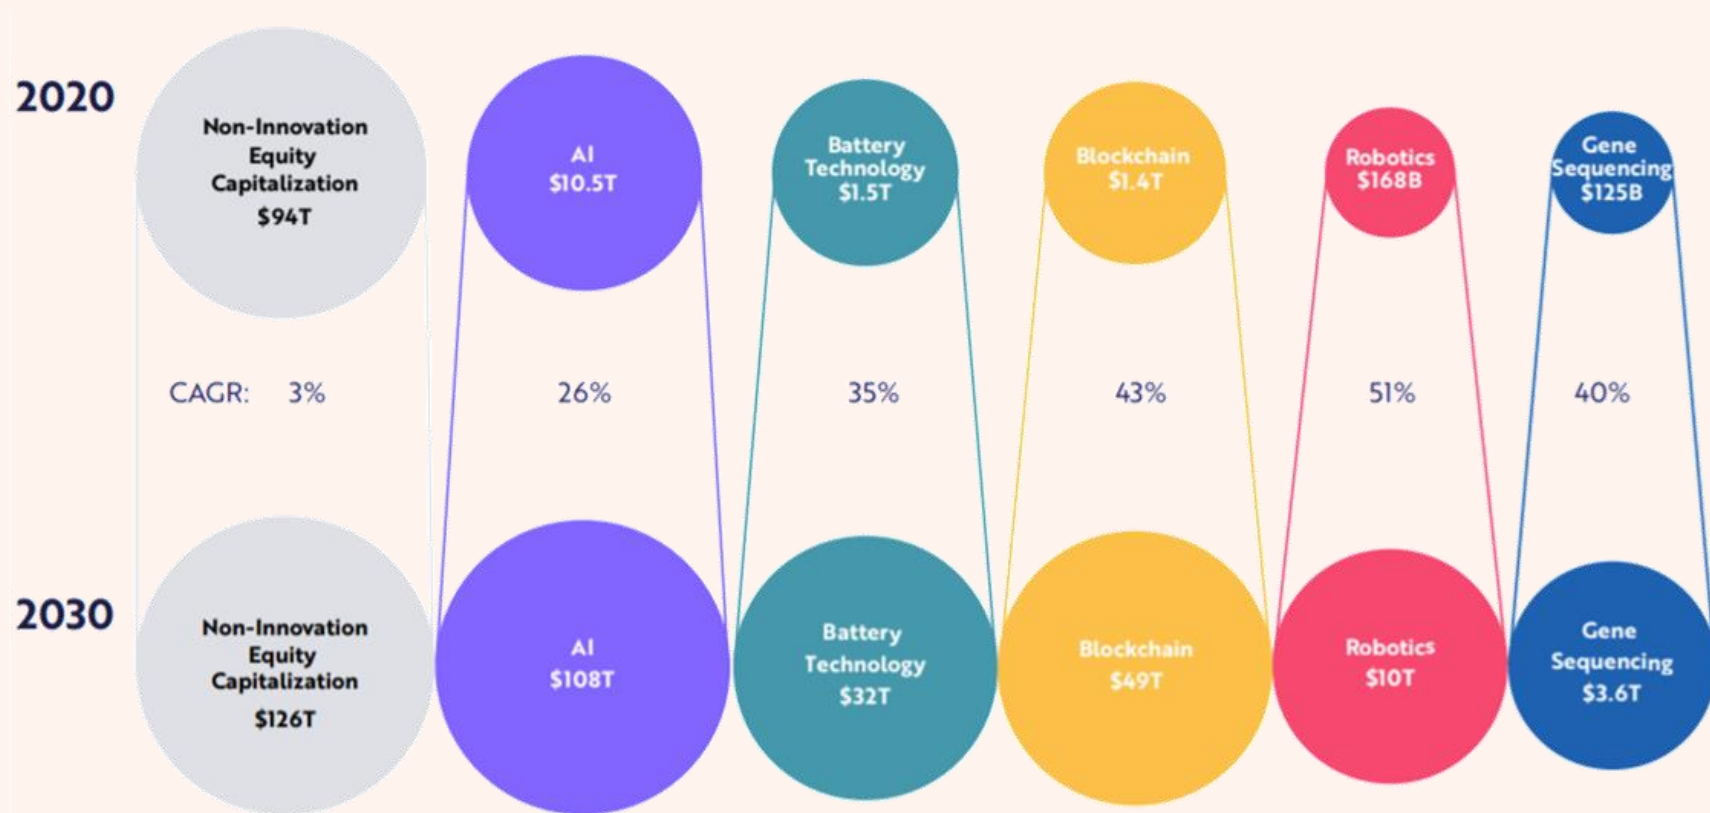 2020
Non-Innovation
Equity
Capitalization
$94T
AI
$10.5T
Battery
Technology
$1.5T
Blockchain
$1.4T
Robotics
$168B
Gene
Sequencing
$125B
CAGR: 3%
26%
35%
43%
51%
40%
2030
Non-Innovation
Equity
Capitalization
$126T
AI
$108T
Battery
Technology
$32T
Blockchain
$49T
Robotics
$10T
Gene
Sequencing
$3.6T